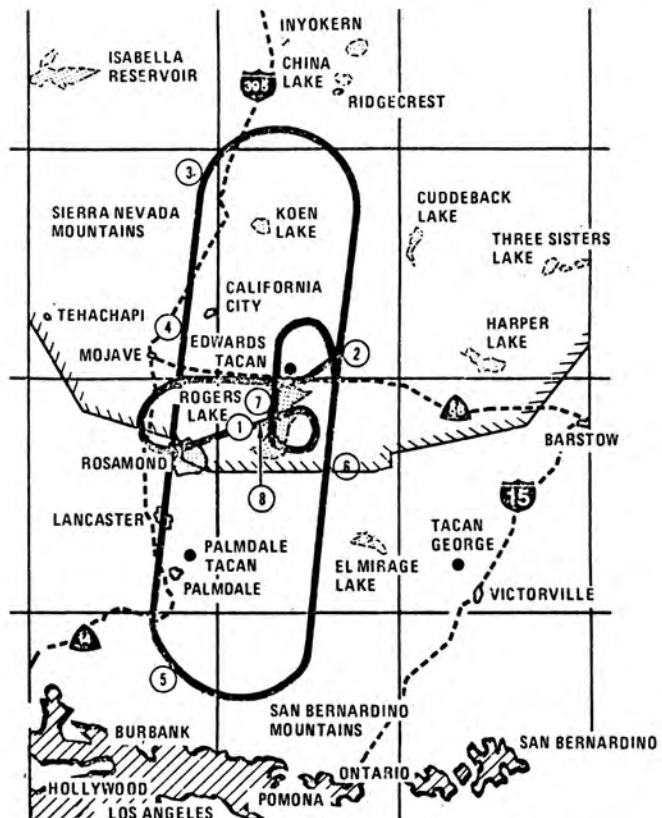 INYOKERN
ISABELLA
RESERVOIR
CHINA
LAKE
395
RIDGECREST
3
SIERRA NEVADA
MOUNTAINS
KOEN
LAKE
CUDDEBACK
LAKE
THREE SISTERS
LAKE
CALIFORNIA
CITY
TEHACHAPI
4
EDWARDS
TACAN
2
HARPER
LAKE
MOJAVE
ROGERS
LAKE
7
1
BARSTOW
ROSAMOND
6
8
15
LANCASTER
TACAN
GEORGE
PALMDALE
TACAN
EL MIRAGE
LAKE
PALMDALE
VICTORVILLE
5
SAN BERNARDINO
MOUNTAINS
BURBANK
SAN BERNARDINO
ONTARIO
HOLLYWOOD
POMONA
LOS ANGELES